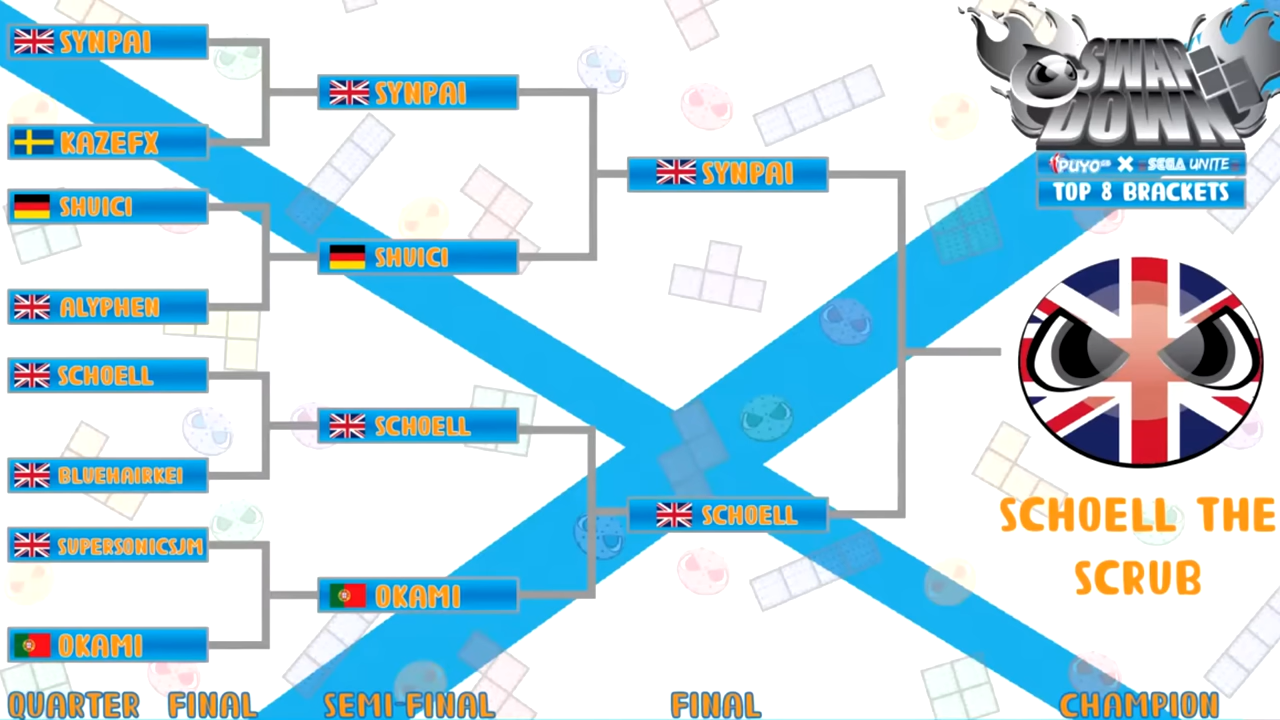 SYNPAI
KAZEFX
SHUICI
ALYPHEN
SCHOELL
BLUEHAIRKEI
SUPERSONICSJM
OKAMI
QUARTER FINAL
SYNPAI
SHUICI
SCHOELL
OKAMI
SEMI-FINAL
SYNPAI
SCHOELL
FINAL
SWAP
DOWN
PUYO X SEGA UNITE
TOP 8 BRACKETS
SCHOELL THE
SCRUB
CHAMPION